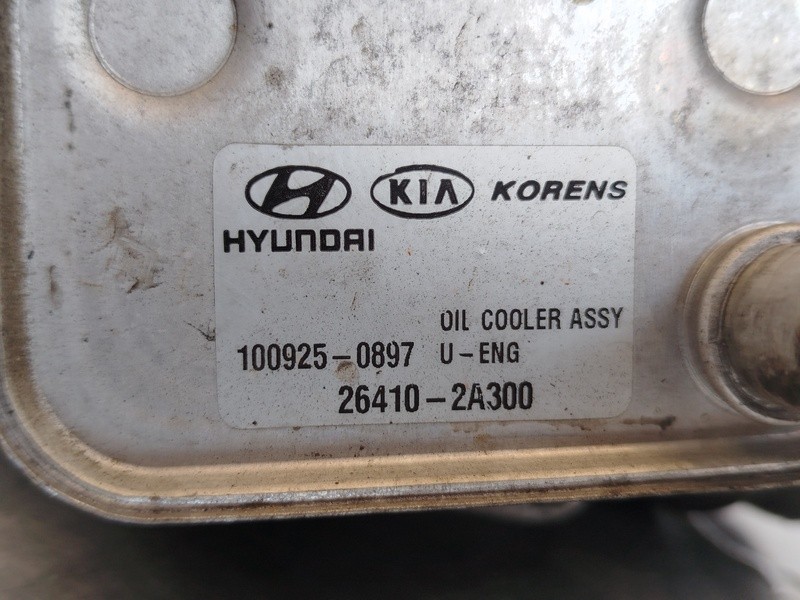 KIA KORENS
HYUNDAI
OIL COOLER ASSY
100925-0897 U-ENG
26410-2A300